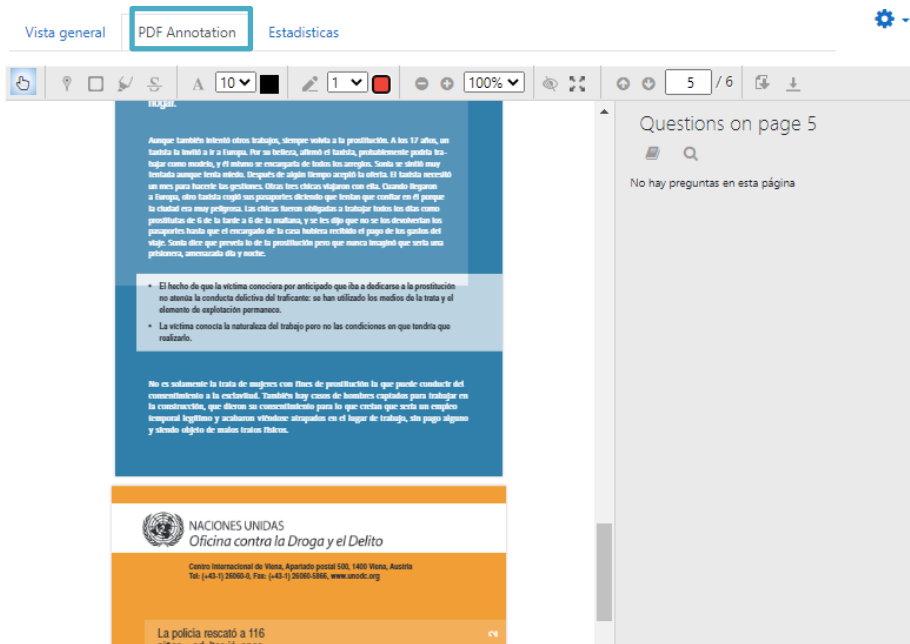 Vista general
PDF Annotation
Estadisticas
A
10
1
100%
5 / 6
hogar.
Aunque también intentó otros trabajos, siempre volvía a la prostitución. A los 17 años, un
taxista la invitó a ir a Europa. Por su belleza, afirmó el taxista, probablemente podría tra-
bajar como modelo, y él mismo se encargaría de todos los arreglos. Sonia se sintió muy
tentada aunque tenía miedo. Después de algún tiempo aceptó la oferta. El taxista necesitó
un mes para hacerle las gestiones. Otras tres chicas viajaron con ella. Cuando llegaron
a Europa, otro taxista cogió sus pasaportes diciendo que tenían que confiar en él porque
la ciudad era muy peligrosa. Las chicas fueron obligadas a trabajar todos los días como
prostitutas de 6 de la tarde a 6 de la mañana, y se les dijo que no se les devolverían los
pasaportes hasta que el encargado de la casa hubiera recibido el pago de los gastos del
viaje. Sonia dice que preveía lo de la prostitución pero que nunca imaginó que sería una
prisionera, amenazada día y noche.
• El hecho de que la víctima conociera por anticipado que iba a dedicarse a la prostitución
no atenúa la conducta delictiva del traficante: se han utilizado los medios de la trata y el
elemento de explotación permanece.
• La víctima conocía la naturaleza del trabajo pero no las condiciones en que tendría que
realizarlo.
No es solamente la trata de mujeres con fines de prostitución la que puede conducir del
consentimiento a la esclavitud. También hay casos de hombres captados para trabajar en
la construcción, que dieron su consentimiento para lo que creían que sería un empleo
temporal legítimo y acabaron viéndose atrapados en el lugar de trabajo, sin pago alguno
y siendo objeto de malos tratos físicos.
NACIONES UNIDAS
Oficina contra la Droga y el Delito
Centro Internacional de Viena, Apartado postal 500, 1400 Viena, Austria
Tel: (+43-1) 26060-0, Fax: (+43-1) 26060-5866, www.unodc.org
La policía rescató a 116
Questions on page 5
No hay preguntas en esta página